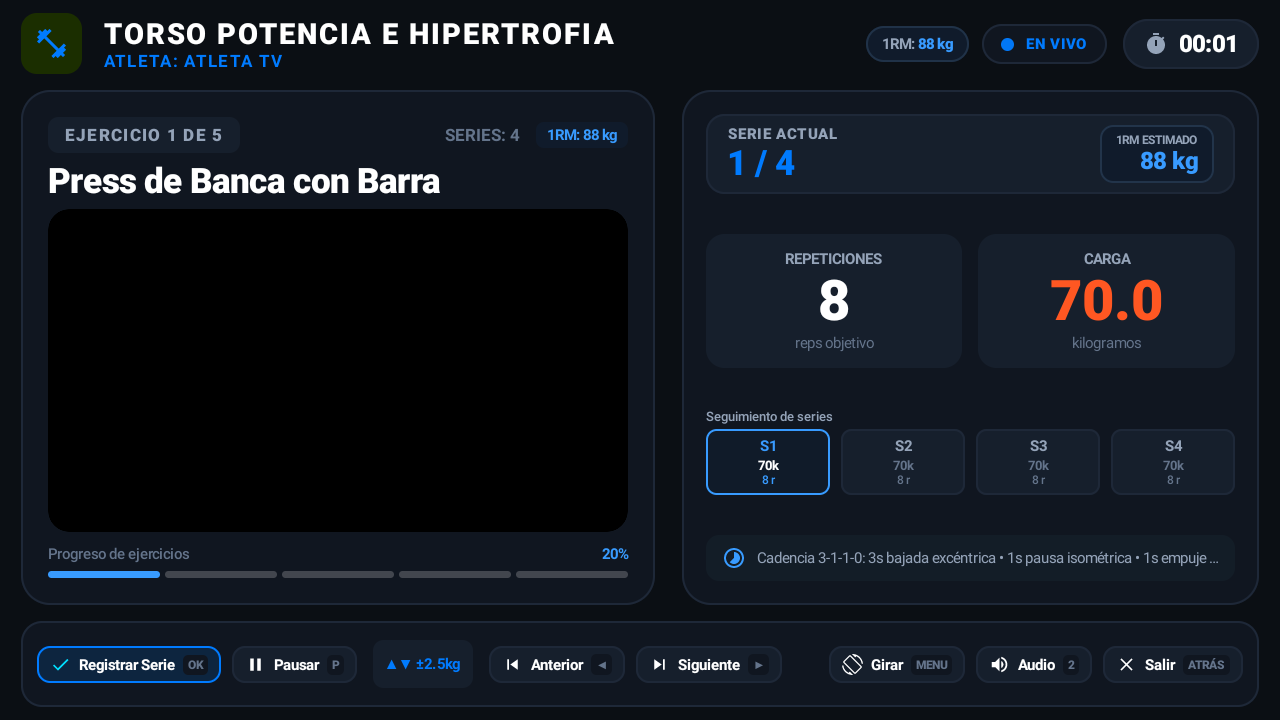 TORSO POTENCIA E HIPERTROFIA
ATLETA: ATLETA TV
1RM: 88 kg
EN VIVO
00:01
EJERCICIO 1 DE 5
SERIES: 4
1RM: 88 kg
Press de Banca con Barra
Progreso de ejercicios
20%
SERIE ACTUAL
1 / 4
1RM ESTIMADO
88 kg
REPETICIONES
8
reps objetivo
CARGA
70.0
kilogramos
Seguimiento de series
S1
70k
8 r
S2
70k
8 r
S3
70k
8 r
S4
70k
8 r
Cadencia 3-1-1-0: 3s bajada excéntrica • 1s pausa isométrica • 1s empuje ...
Registrar Serie OK
Pausar P
▲▼ ±2.5kg
Anterior ◄
Siguiente ►
Girar MENU
Audio 2
Salir ATRÁS